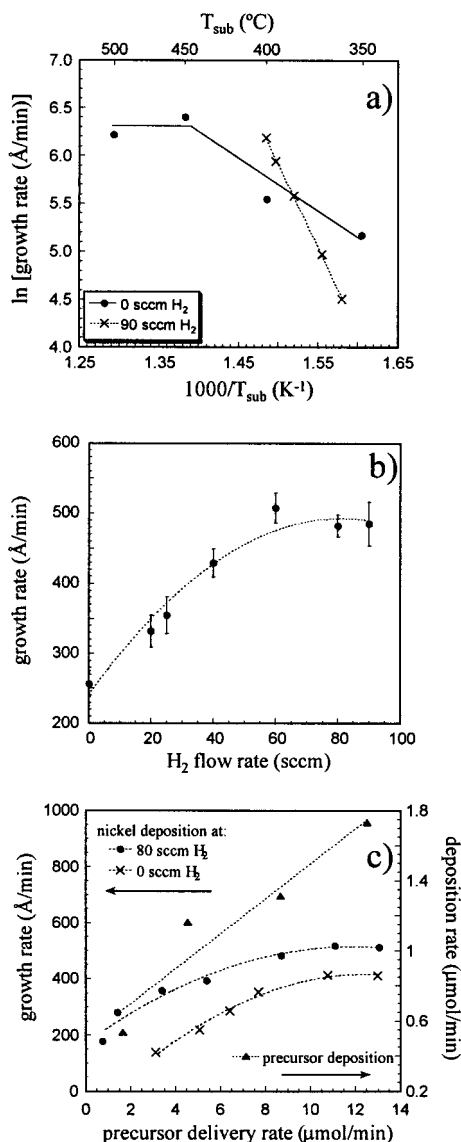 T_sub (ºC)
500 450 400 350
a)
7.0
6.5
6.0
5.5
5.0
4.5
4.0
ln [growth rate (Å/min)]
0 sccm H₂
90 sccm H₂
1.25 1.35 1.45 1.55 1.65
1000/T_sub (K⁻¹)
b)
600
500
400
300
200
growth rate (Å/min)
0 20 40 60 80 100
H₂ flow rate (sccm)
c)
1000
800
600
400
200
0
growth rate (Å/min)
nickel deposition at:
80 sccm H₂
0 sccm H₂
precursor deposition
1.8
1.4
1
0.6
0.2
deposition rate (µmol/min)
0 2 4 6 8 10 12 14
precursor delivery rate (µmol/min)